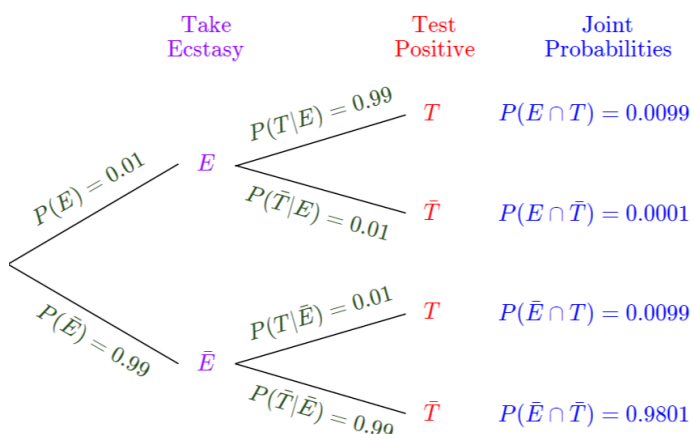 Take
Ecstasy
Test
Positive
Joint
Probabilities
P(E) = 0.01
E
P(T|E) = 0.99
T
P(E ∩ T) = 0.0099
P(T̄|E) = 0.01
T̄
P(E ∩ T̄) = 0.0001
P(Ē) = 0.99
Ē
P(T|Ē) = 0.01
T
P(Ē ∩ T) = 0.0099
P(T̄|Ē) = 0.99
T̄
P(Ē ∩ T̄) = 0.9801